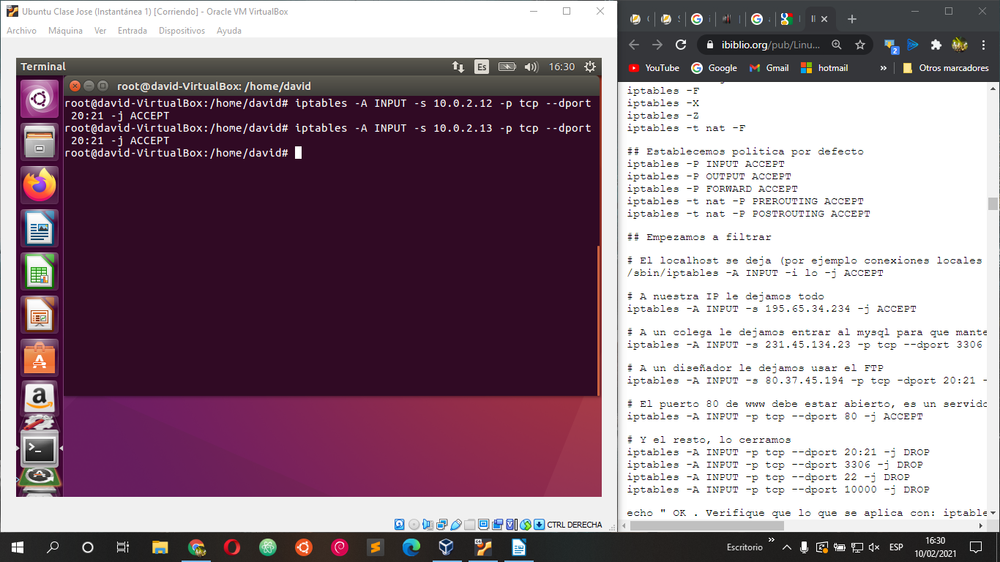 Ubuntu Clase Jose (Instantánea 1) [Corriendo] - Oracle VM VirtualBox
Archivo Máquina Ver Entrada Dispositivos Ayuda
Terminal
Es
16:30
root@david-VirtualBox: /home/david
root@david-VirtualBox:/home/david# iptables -A INPUT -s 10.0.2.12 -p tcp --dport
20:21 -j ACCEPT
root@david-VirtualBox:/home/david# iptables -A INPUT -s 10.0.2.13 -p tcp --dport
20:21 -j ACCEPT
root@david-VirtualBox:/home/david#
CTRL DERECHA
ibiblio.org/pub/Linu...
2
YouTube Google Gmail hotmail » Otros marcadores
iptables -F
iptables -X
iptables -Z
iptables -t nat -F
## Establecemos politica por defecto
iptables -P INPUT ACCEPT
iptables -P OUTPUT ACCEPT
iptables -P FORWARD ACCEPT
iptables -t nat -P PREROUTING ACCEPT
iptables -t nat -P POSTROUTING ACCEPT
## Empezamos a filtrar
# El localhost se deja (por ejemplo conexiones locales
/sbin/iptables -A INPUT -i lo -j ACCEPT
# A nuestra IP le dejamos todo
iptables -A INPUT -s 195.65.34.234 -j ACCEPT
# A un colega le dejamos entrar al mysql para que mante
iptables -A INPUT -s 231.45.134.23 -p tcp --dport 3306
# A un diseñador le dejamos usar el FTP
iptables -A INPUT -s 80.37.45.194 -p tcp -dport 20:21 -
# El puerto 80 de www debe estar abierto, es un servido
iptables -A INPUT -p tcp --dport 80 -j ACCEPT
# Y el resto, lo cerramos
iptables -A INPUT -p tcp --dport 20:21 -j DROP
iptables -A INPUT -p tcp --dport 3306 -j DROP
iptables -A INPUT -p tcp --dport 22 -j DROP
iptables -A INPUT -p tcp --dport 10000 -j DROP
echo " OK . Verifique que lo que se aplica con: iptable
Escritorio » ESP
16:30
10/02/2021